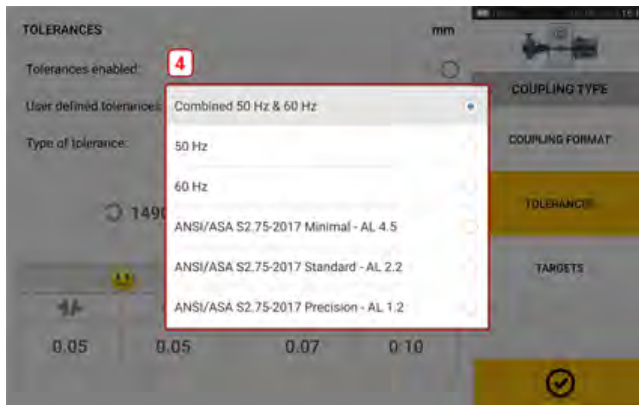 TOLERANCES mm
Tolerances enabled:
4
User defined tolerances:
Combined 50 Hz & 60 Hz
Type of tolerance:
50 Hz
60 Hz
1490
ANSI/ASA S2.75-2017 Minimal - AL 4.5
ANSI/ASA S2.75-2017 Standard - AL 2.2
ANSI/ASA S2.75-2017 Precision - AL 1.2
0.05 0.05 0.07 0.10
COUPLING TYPE
COUPLING FORMAT
TOLERANCES
TARGETS